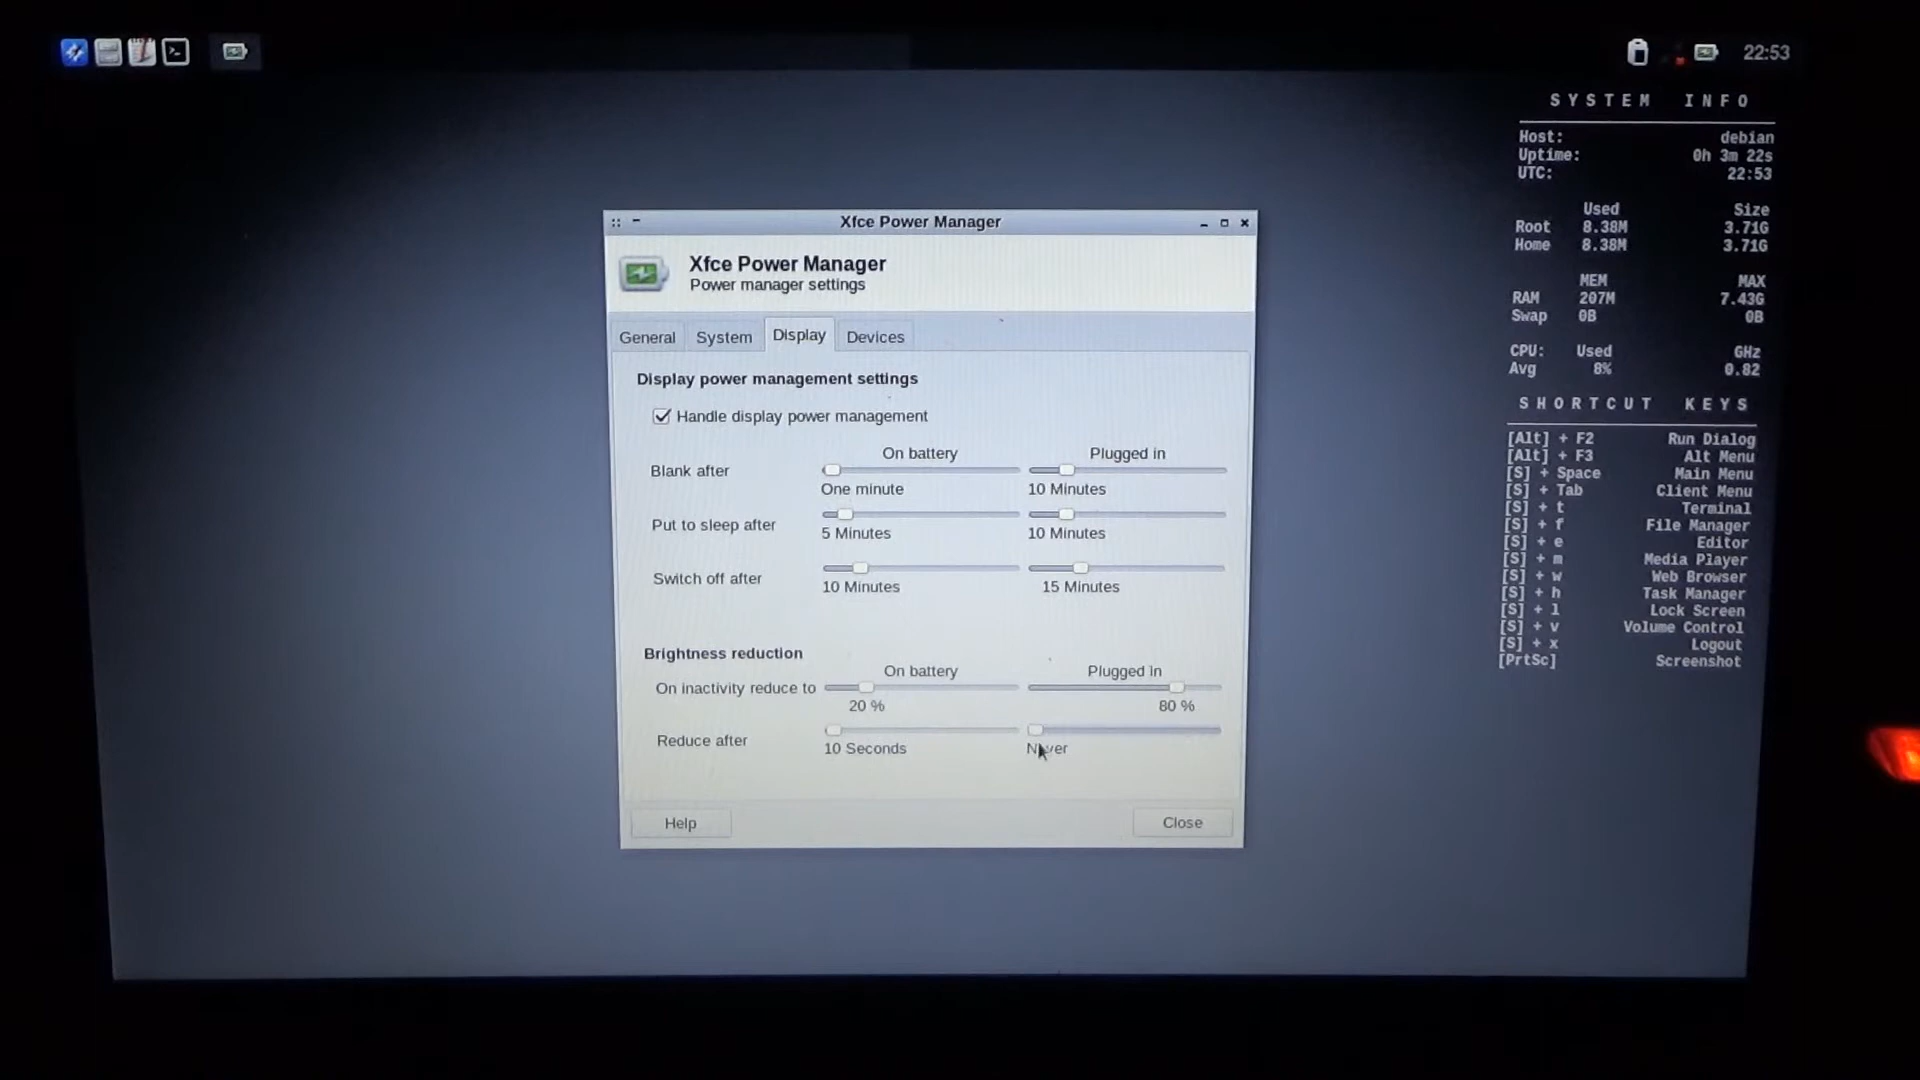 22:53
SYSTEM INFO
Host: debian
Uptime: 0h 3m 22s
UTC: 22:53
Used Size
Root 8.38M 3.71G
Home 8.38M 3.71G
MEM MAX
RAM 207M 7.43G
Swap 0B 0B
CPU: Used GHz
Avg 8% 0.82
SHORTCUT KEYS
[Alt] + F2 Run Dialog
[Alt] + F3 Alt Menu
[S] + Space Main Menu
[S] + Tab Client Menu
[S] + t Terminal
[S] + f File Manager
[S] + e Editor
[S] + m Media Player
[S] + w Web Browser
[S] + h Task Manager
[S] + l Lock Screen
[S] + v Volume Control
[S] + x Logout
[PrtSc] Screenshot
Xfce Power Manager
Xfce Power Manager
Power manager settings
General System Display Devices
Display power management settings
Handle display power management
On battery Plugged in
Blank after
One minute 10 Minutes
Put to sleep after
5 Minutes 10 Minutes
Switch off after
10 Minutes 15 Minutes
Brightness reduction
On battery Plugged in
On inactivity reduce to
20 % 80 %
Reduce after
10 Seconds Never
Help Close